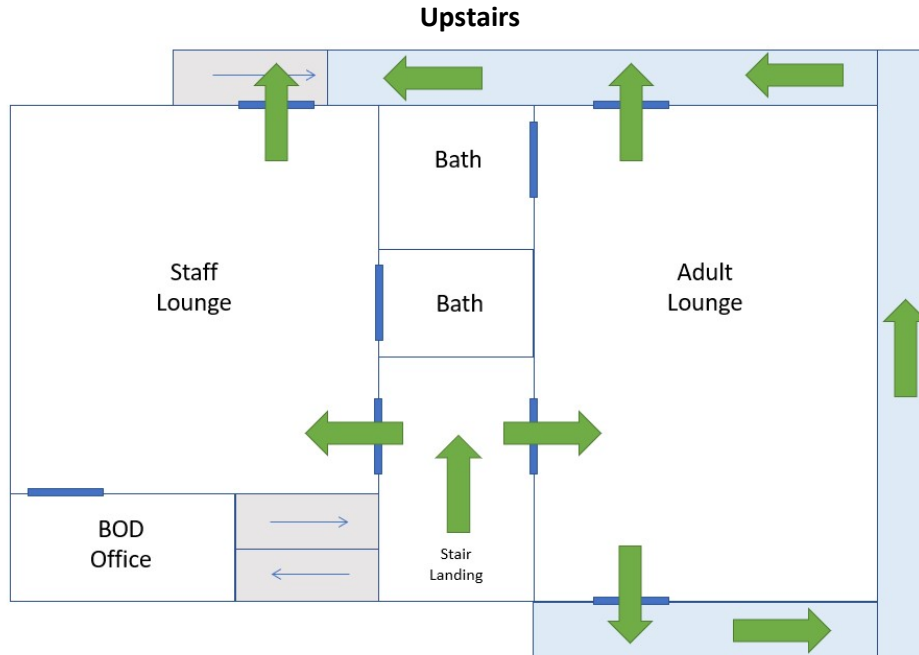 Upstairs
Bath
Staff
Lounge
Bath
Adult
Lounge
BOD
Office
Stair
Landing